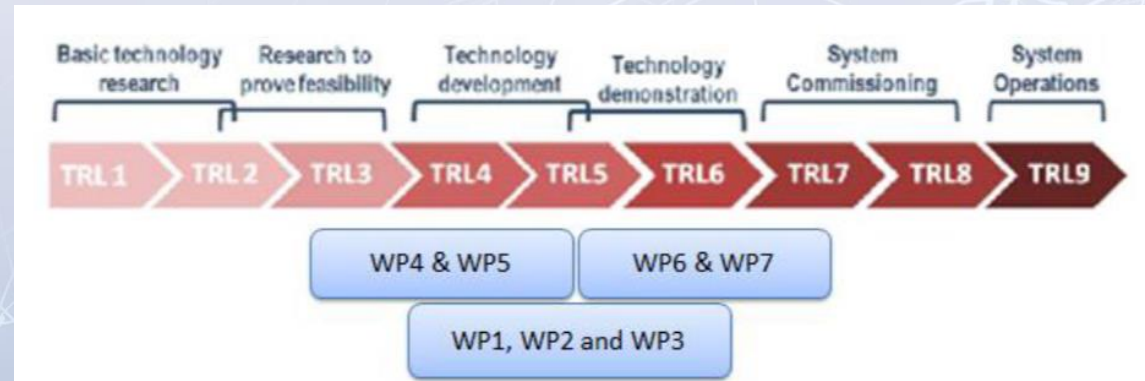 Basic technology
research
Research to
prove feasibility
Technology
development
Technology
demonstration
System
Commissioning
System
Operations
TRL 1
TRL 2
TRL3
TRL4
TRL5
TRL6
TRL7
TRL8
TRL9
WP4 & WP5
WP6 & WP7
WP1, WP2 and WP3